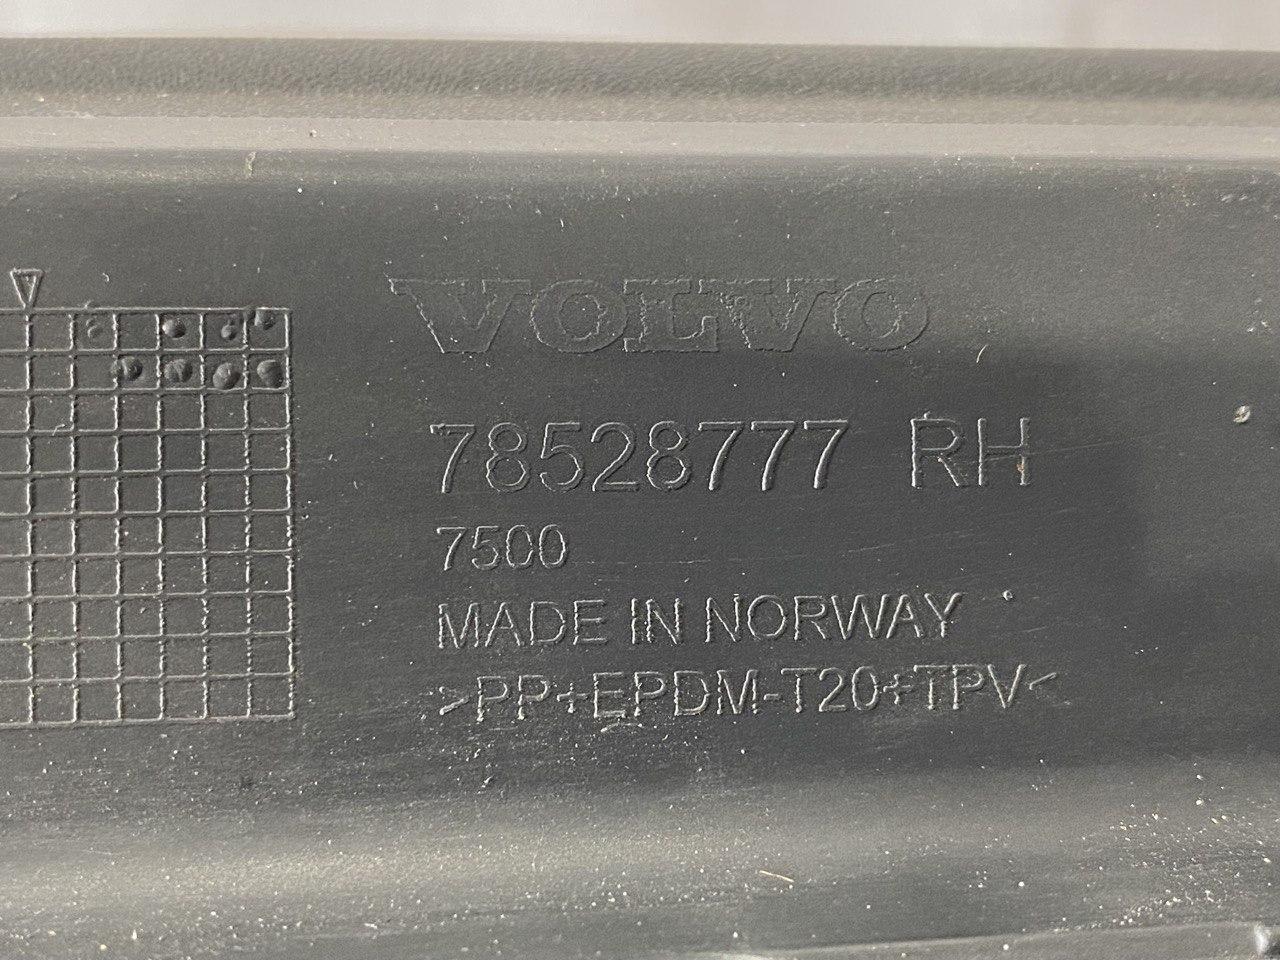 VOLVO
78528777 RH
7500
MADE IN NORWAY
>PP+EPDM-T20+TPV<